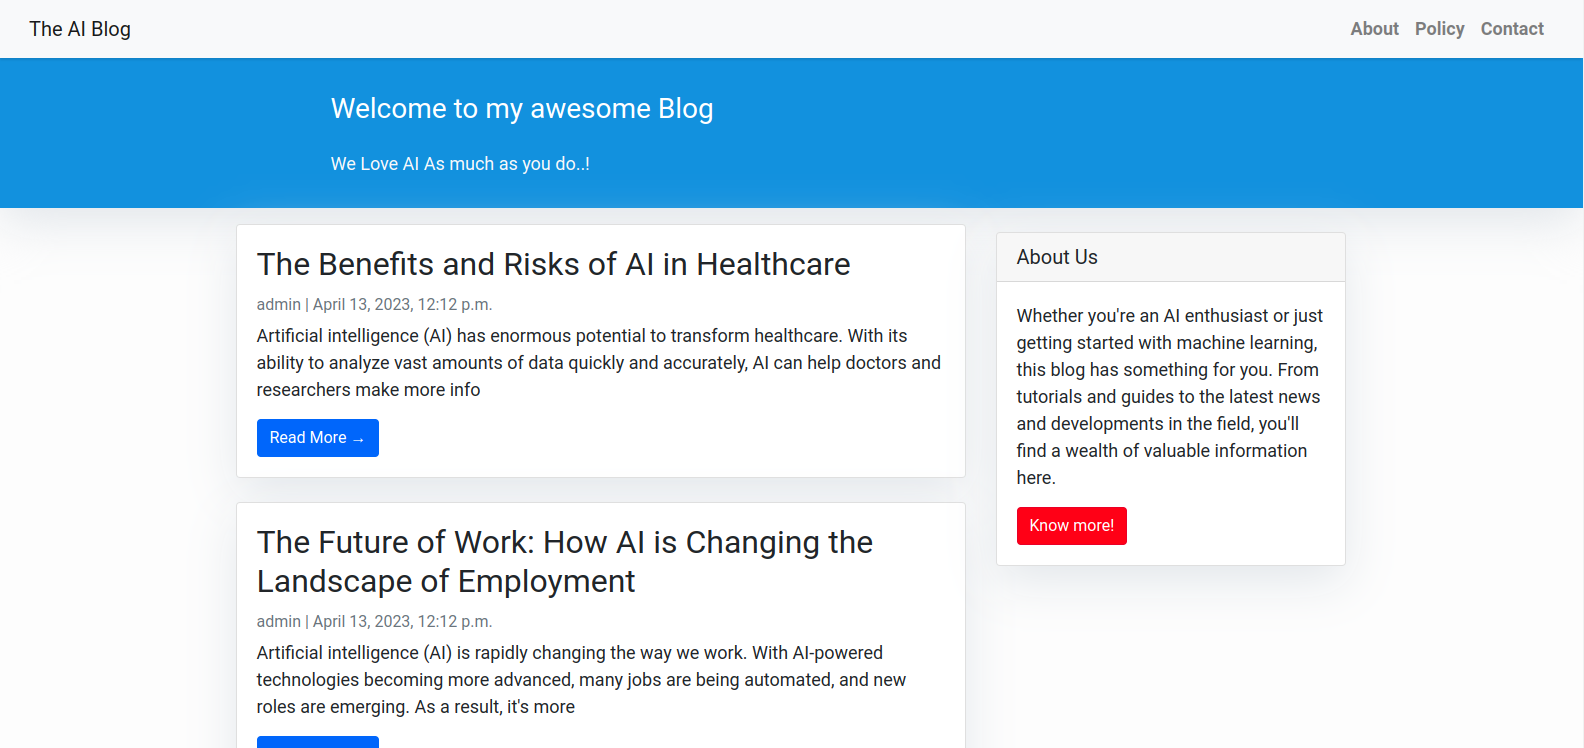 The AI Blog
About Policy Contact
Welcome to my awesome Blog
We Love AI As much as you do..!
The Benefits and Risks of AI in Healthcare
admin | April 13, 2023, 12:12 p.m.
Artificial intelligence (AI) has enormous potential to transform healthcare. With its
ability to analyze vast amounts of data quickly and accurately, AI can help doctors and
researchers make more info
Read More →
The Future of Work: How AI is Changing the
Landscape of Employment
admin | April 13, 2023, 12:12 p.m.
Artificial intelligence (AI) is rapidly changing the way we work. With AI-powered
technologies becoming more advanced, many jobs are being automated, and new
roles are emerging. As a result, it's more
About Us
Whether you're an AI enthusiast or just
getting started with machine learning,
this blog has something for you. From
tutorials and guides to the latest news
and developments in the field, you'll
find a wealth of valuable information
here.
Know more!